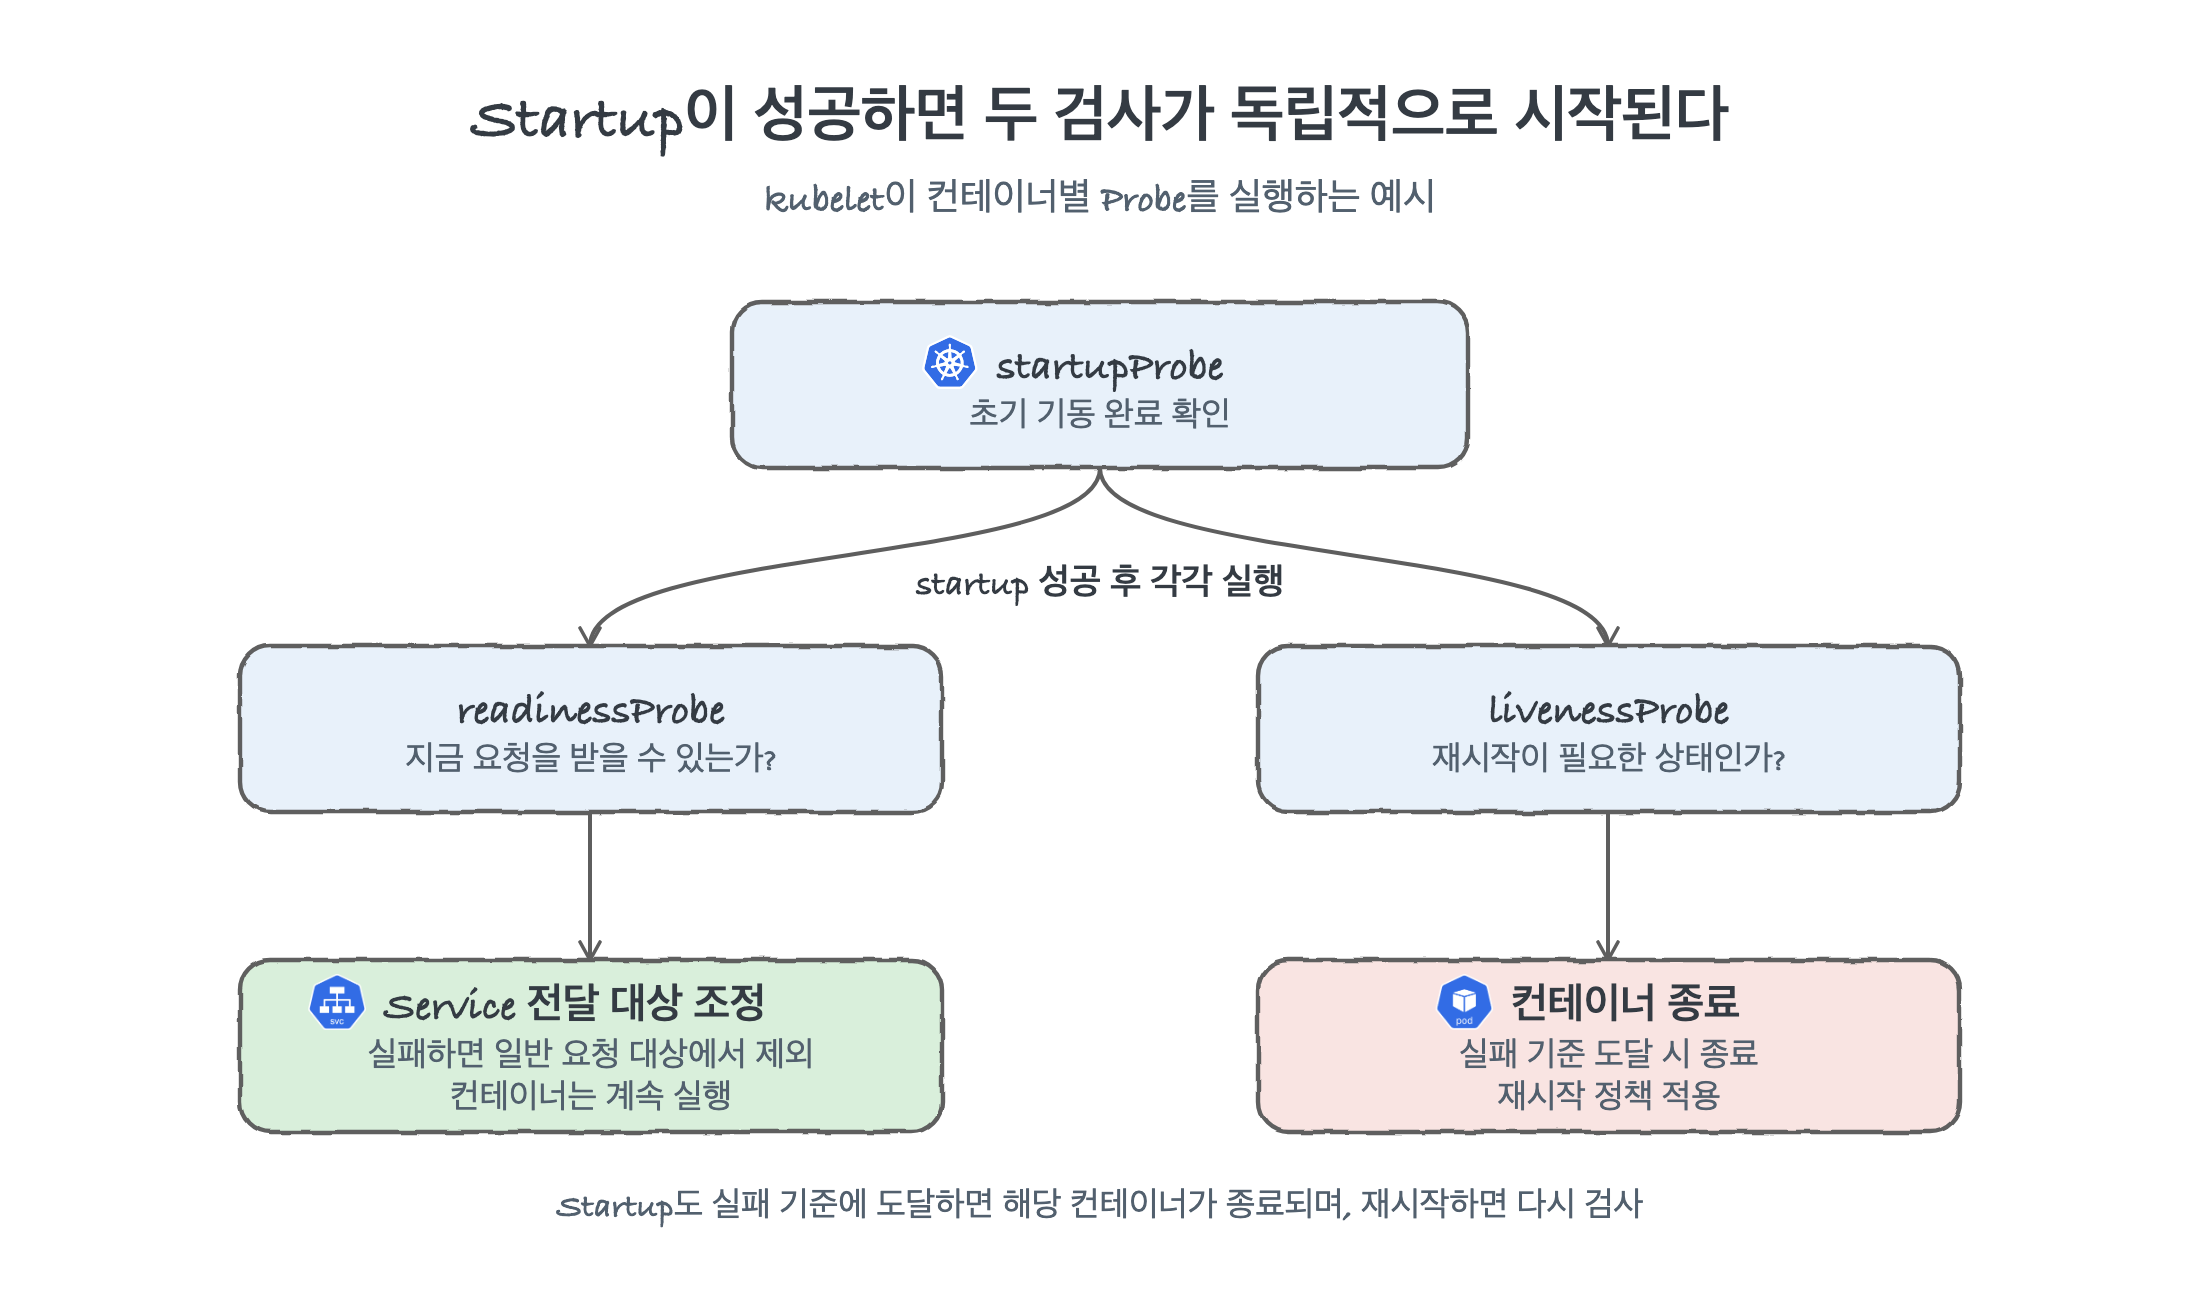 Startup이 성공하면 두 검사가 독립적으로 시작된다
kubelet이 컨테이너별 Probe를 실행하는 예시
startupProbe
초기 기동 완료 확인
startup 성공 후 각각 실행
readinessProbe
지금 요청을 받을 수 있는가?
livenessProbe
재시작이 필요한 상태인가?
svc
Service 전달 대상 조정
실패하면 일반 요청 대상에서 제외
컨테이너는 계속 실행
pod
컨테이너 종료
실패 기준 도달 시 종료
재시작 정책 적용
Startup도 실패 기준에 도달하면 해당 컨테이너가 종료되며, 재시작하면 다시 검사